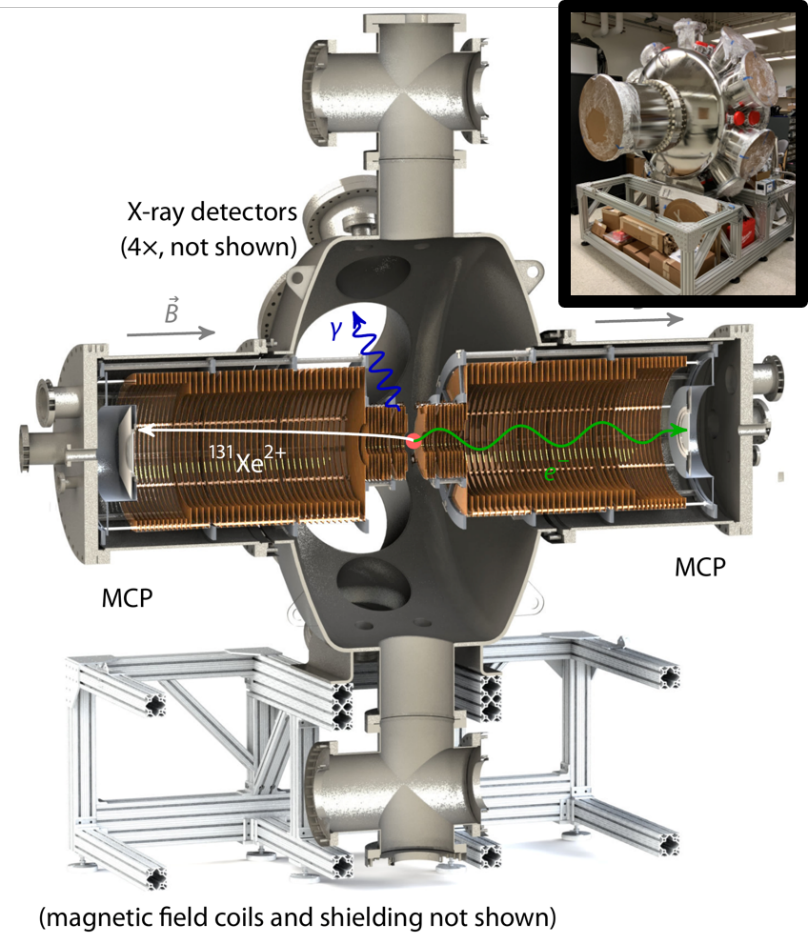 X-ray detectors
(4×, not shown)
B⃗
γ
¹³¹Xe²⁺
e⁻
MCP
MCP
(magnetic field coils and shielding not shown)